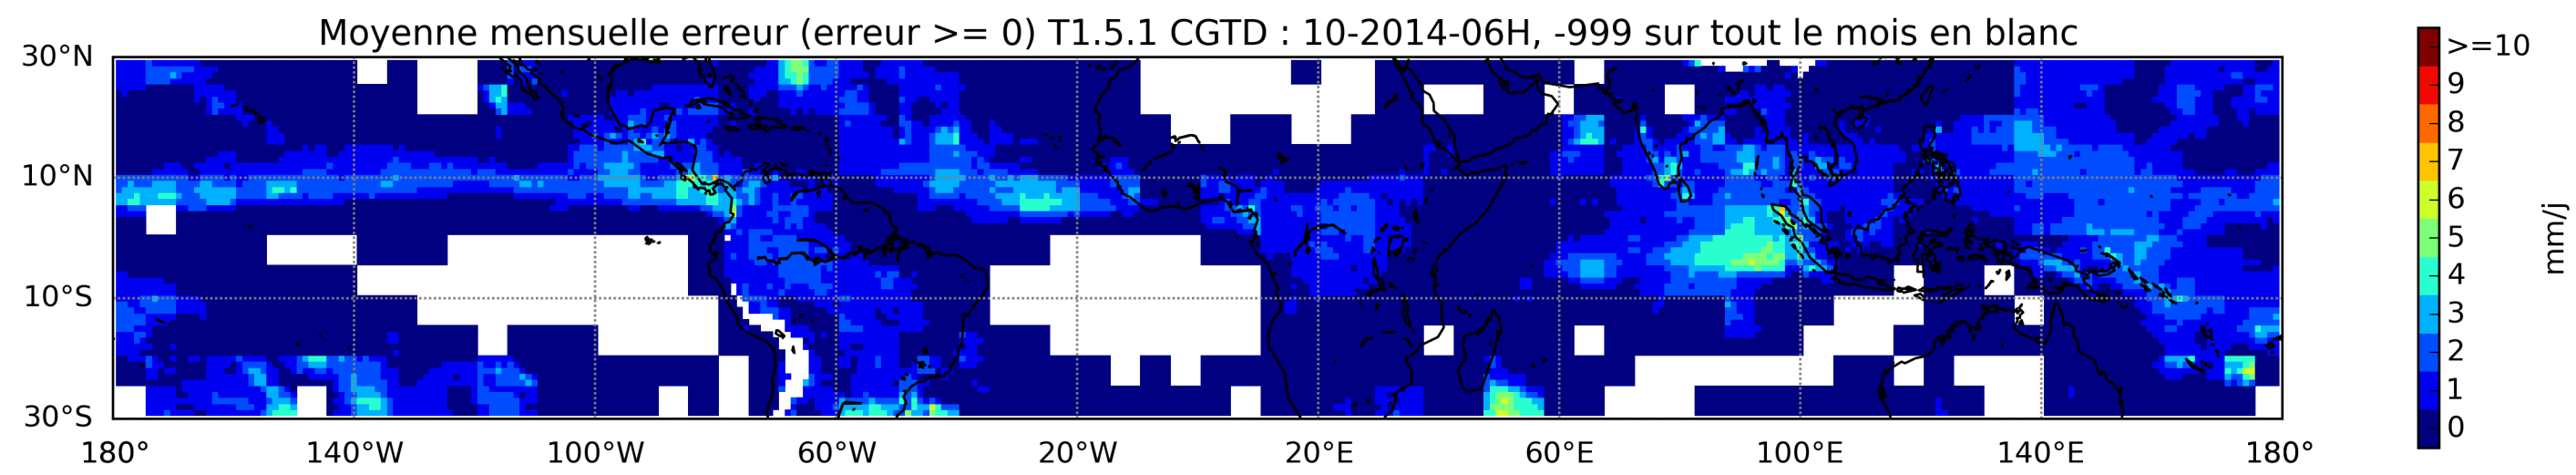 Moyenne mensuelle erreur (erreur >= 0) T1.5.1 CGTD : 10-2014-06H, -999 sur tout le mois en blanc
30°N
10°N
10°S
30°S
180° 140°W 100°W 60°W 20°W 20°E 60°E 100°E 140°E 180°
>=10
9
8
7
6
5
4
3
2
1
0
mm/j